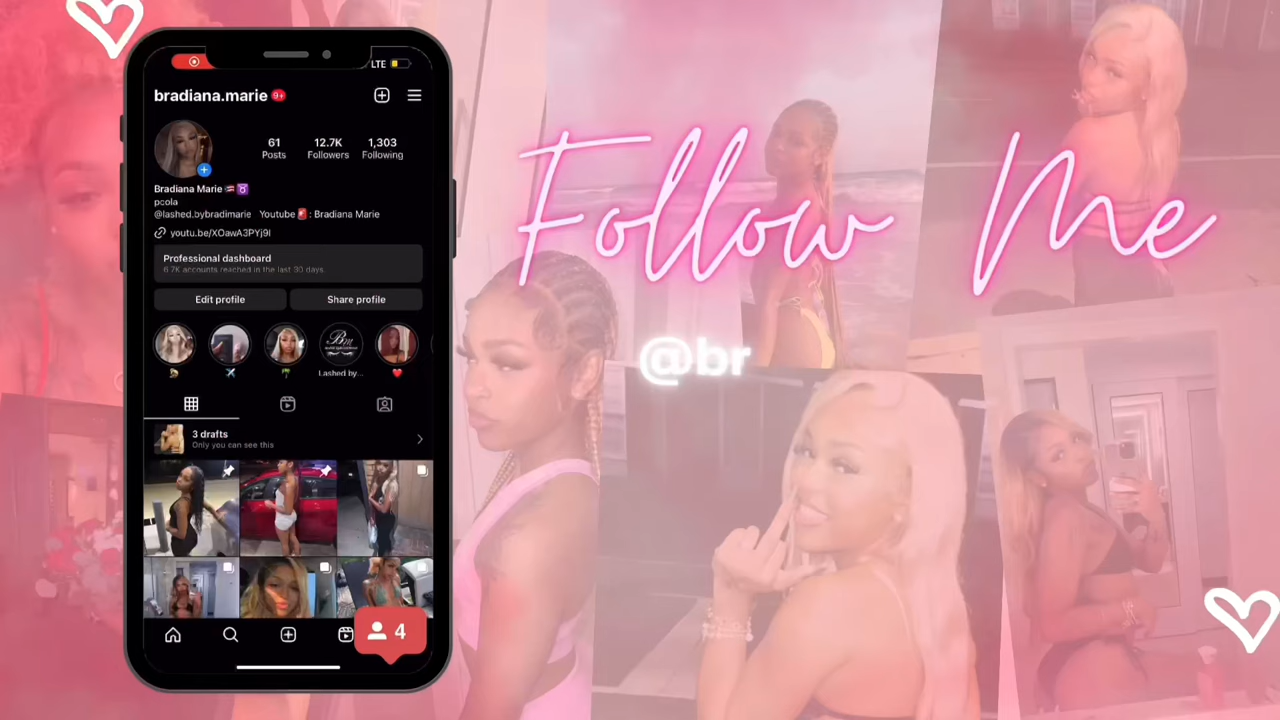 LTE
bradiana.marie 9+
61 12.7K 1,303
Posts Followers Following
Bradiana Marie
pcola
@lashed.bybradimarie Youtube : Bradiana Marie
youtu.be/XOawA3PYj9I
Professional dashboard
6.7K accounts reached in the last 30 days.
Edit profile Share profile
Lashed by...
3 drafts
Only you can see this
4
Follow Me
@br